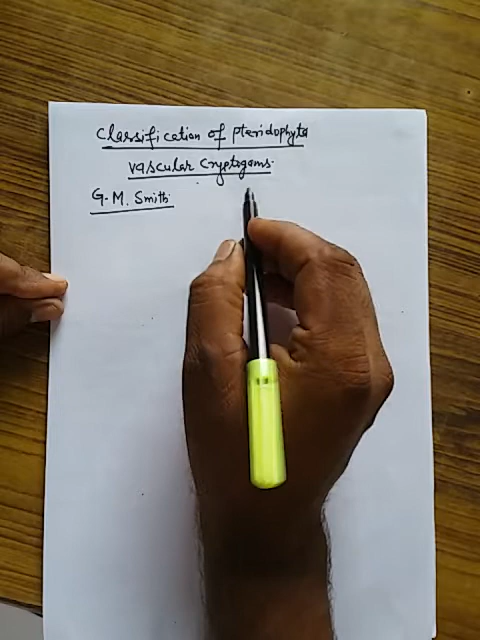 Classification of pteridophyta
vascular cryptogams.
G.M. Smith